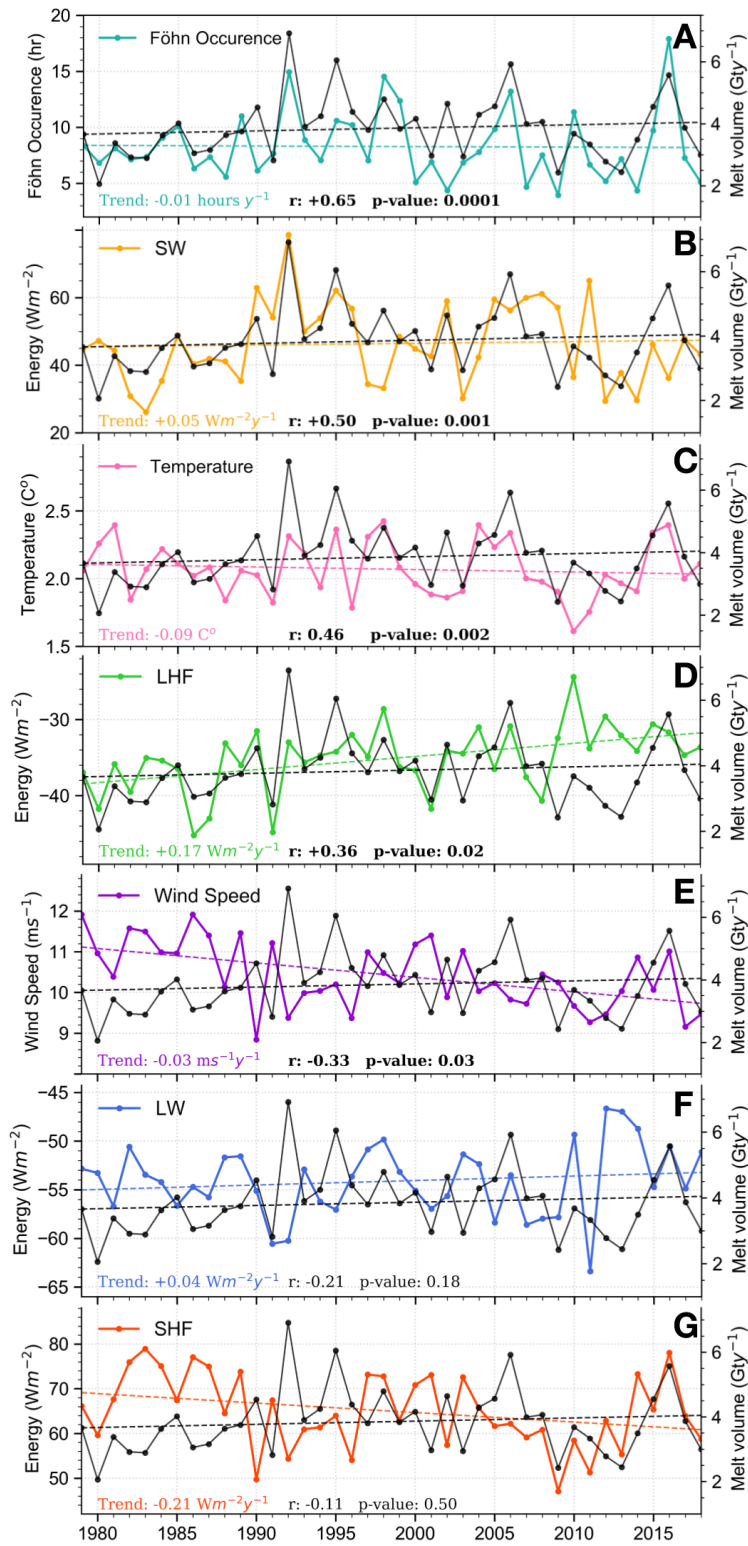 A
Föhn Occurence
Föhn Occurence (hr)
20
15
10
5
Melt volume (Gty⁻¹)
6
4
2
Trend: -0.01 hours y⁻¹ r: +0.65 p-value: 0.0001
B
SW
Energy (Wm⁻²)
60
40
20
Melt volume (Gty⁻¹)
6
4
2
Trend: +0.05 Wm⁻²y⁻¹ r: +0.50 p-value: 0.001
C
Temperature
Temperature (C°)
2.5
2.0
1.5
Melt volume (Gty⁻¹)
6
4
2
Trend: -0.09 C° r: 0.46 p-value: 0.002
D
LHF
Energy (Wm⁻²)
−30
−40
Melt volume (Gty⁻¹)
6
4
2
Trend: +0.17 Wm⁻²y⁻¹ r: +0.36 p-value: 0.02
E
Wind Speed
Wind Speed (ms⁻¹)
12
11
10
9
Melt volume (Gty⁻¹)
6
4
2
Trend: -0.03 ms⁻¹y⁻¹ r: -0.33 p-value: 0.03
F
LW
Energy (Wm⁻²)
−45
−50
−55
−60
−65
Melt volume (Gty⁻¹)
6
4
2
Trend: +0.04 Wm⁻²y⁻¹ r: -0.21 p-value: 0.18
G
SHF
Energy (Wm⁻²)
80
70
60
50
Melt volume (Gty⁻¹)
6
4
2
Trend: -0.21 Wm⁻²y⁻¹ r: -0.11 p-value: 0.50
1980 1985 1990 1995 2000 2005 2010 2015